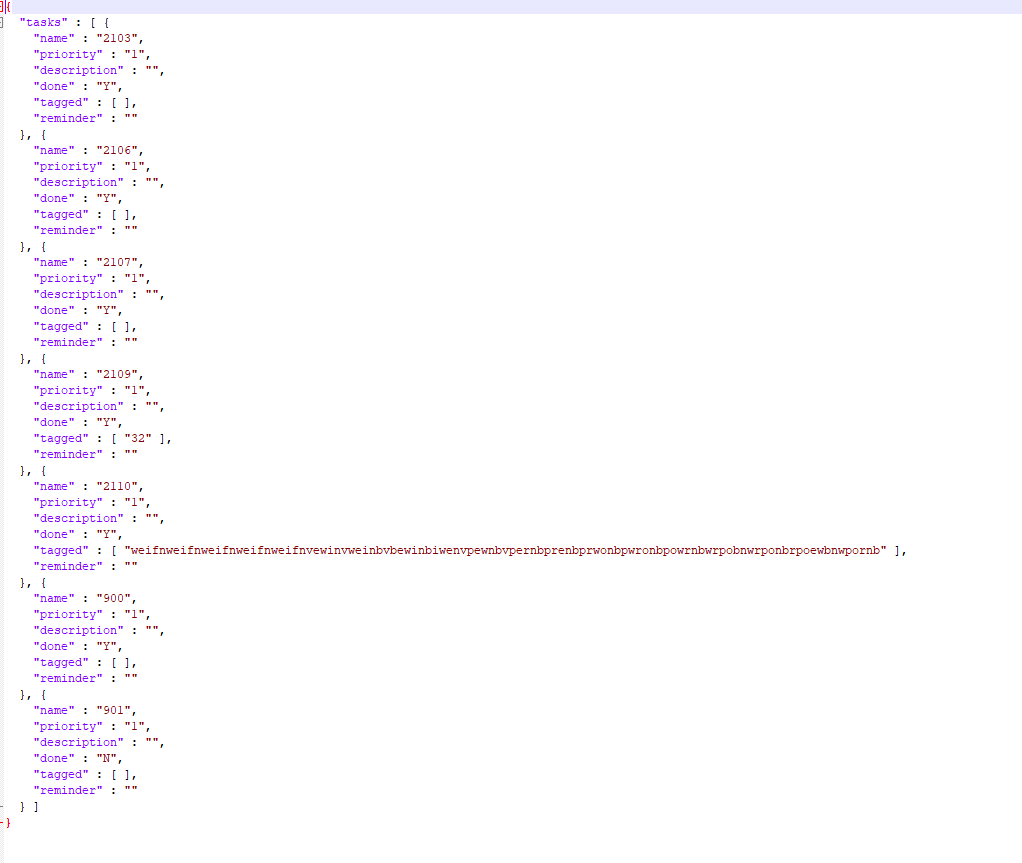 {
  "tasks" : [ {
    "name" : "2103",
    "priority" : "1",
    "description" : "",
    "done" : "Y",
    "tagged" : [ ],
    "reminder" : ""
  }, {
    "name" : "2106",
    "priority" : "1",
    "description" : "",
    "done" : "Y",
    "tagged" : [ ],
    "reminder" : ""
  }, {
    "name" : "2107",
    "priority" : "1",
    "description" : "",
    "done" : "Y",
    "tagged" : [ ],
    "reminder" : ""
  }, {
    "name" : "2109",
    "priority" : "1",
    "description" : "",
    "done" : "Y",
    "tagged" : [ "32" ],
    "reminder" : ""
  }, {
    "name" : "2110",
    "priority" : "1",
    "description" : "",
    "done" : "Y",
    "tagged" : [ "weifnweifnweifnweifnweifnvewinvweinbvbewinbiwenvpewnbvpernbprenbprwonbpwronbpowrnbwrpobnwrponbrpoewbnwpornb" ],
    "reminder" : ""
  }, {
    "name" : "900",
    "priority" : "1",
    "description" : "",
    "done" : "Y",
    "tagged" : [ ],
    "reminder" : ""
  }, {
    "name" : "901",
    "priority" : "1",
    "description" : "",
    "done" : "N",
    "tagged" : [ ],
    "reminder" : ""
  } ]
}